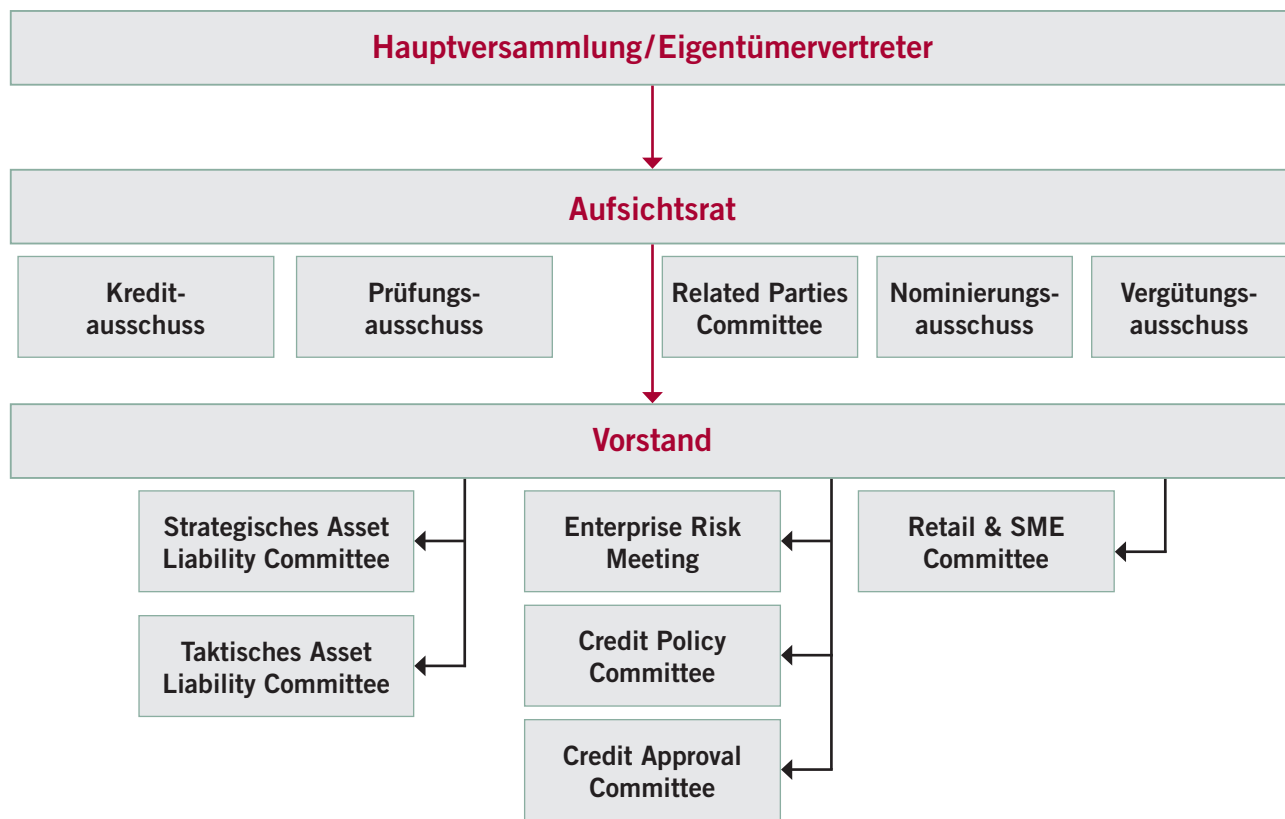 Hauptversammlung/Eigentümervertreter
Aufsichtsrat
Kredit-
ausschuss
Prüfungs-
ausschuss
Related Parties
Committee
Nominierungs-
ausschuss
Vergütungs-
ausschuss
Vorstand
Strategisches Asset
Liability Committee
Enterprise Risk
Meeting
Retail & SME
Committee
Taktisches Asset
Liability Committee
Credit Policy
Committee
Credit Approval
Committee